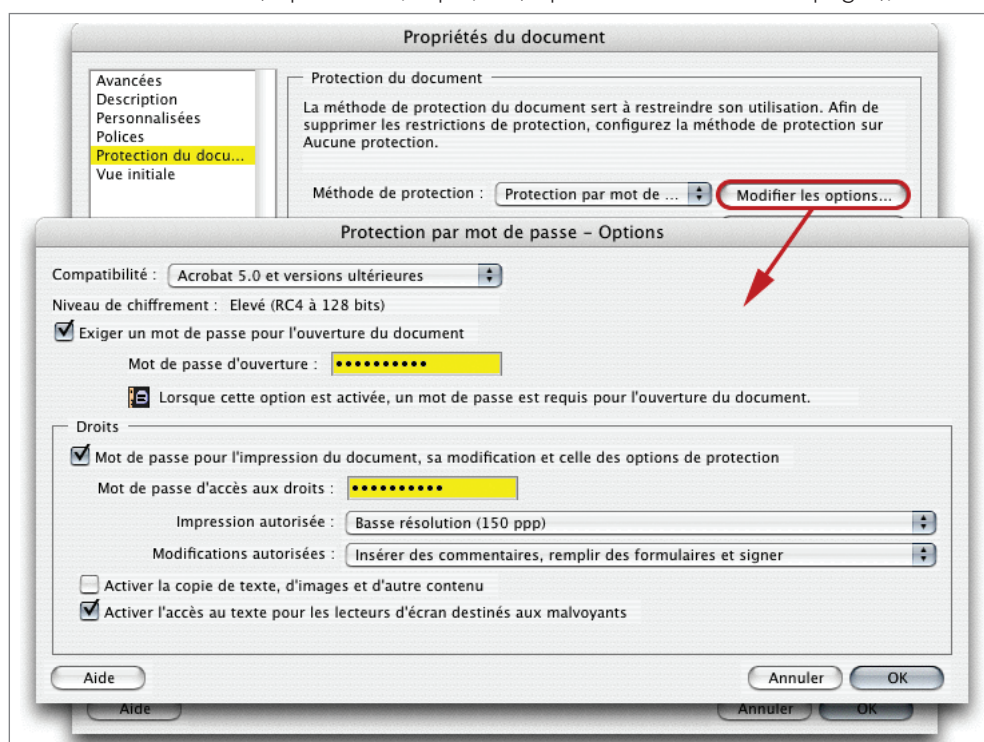 Propriétés du document
Avancées
Description
Personnalisées
Polices
Protection du docu...
Vue initiale
Protection du document
La méthode de protection du document sert à restreindre son utilisation. Afin de
supprimer les restrictions de protection, configurez la méthode de protection sur
Aucune protection.
Méthode de protection : Protection par mot de ... Modifier les options...
Protection par mot de passe – Options
Compatibilité : Acrobat 5.0 et versions ultérieures
Niveau de chiffrement : Elevé (RC4 à 128 bits)
Exiger un mot de passe pour l'ouverture du document
Mot de passe d'ouverture : ••••••••••
Lorsque cette option est activée, un mot de passe est requis pour l'ouverture du document.
Droits
Mot de passe pour l'impression du document, sa modification et celle des options de protection
Mot de passe d'accès aux droits : ••••••••••
Impression autorisée : Basse résolution (150 ppp)
Modifications autorisées : Insérer des commentaires, remplir des formulaires et signer
Activer la copie de texte, d'images et d'autre contenu
Activer l'accès au texte pour les lecteurs d'écran destinés aux malvoyants
Aide Annuler OK
Aide Annuler OK